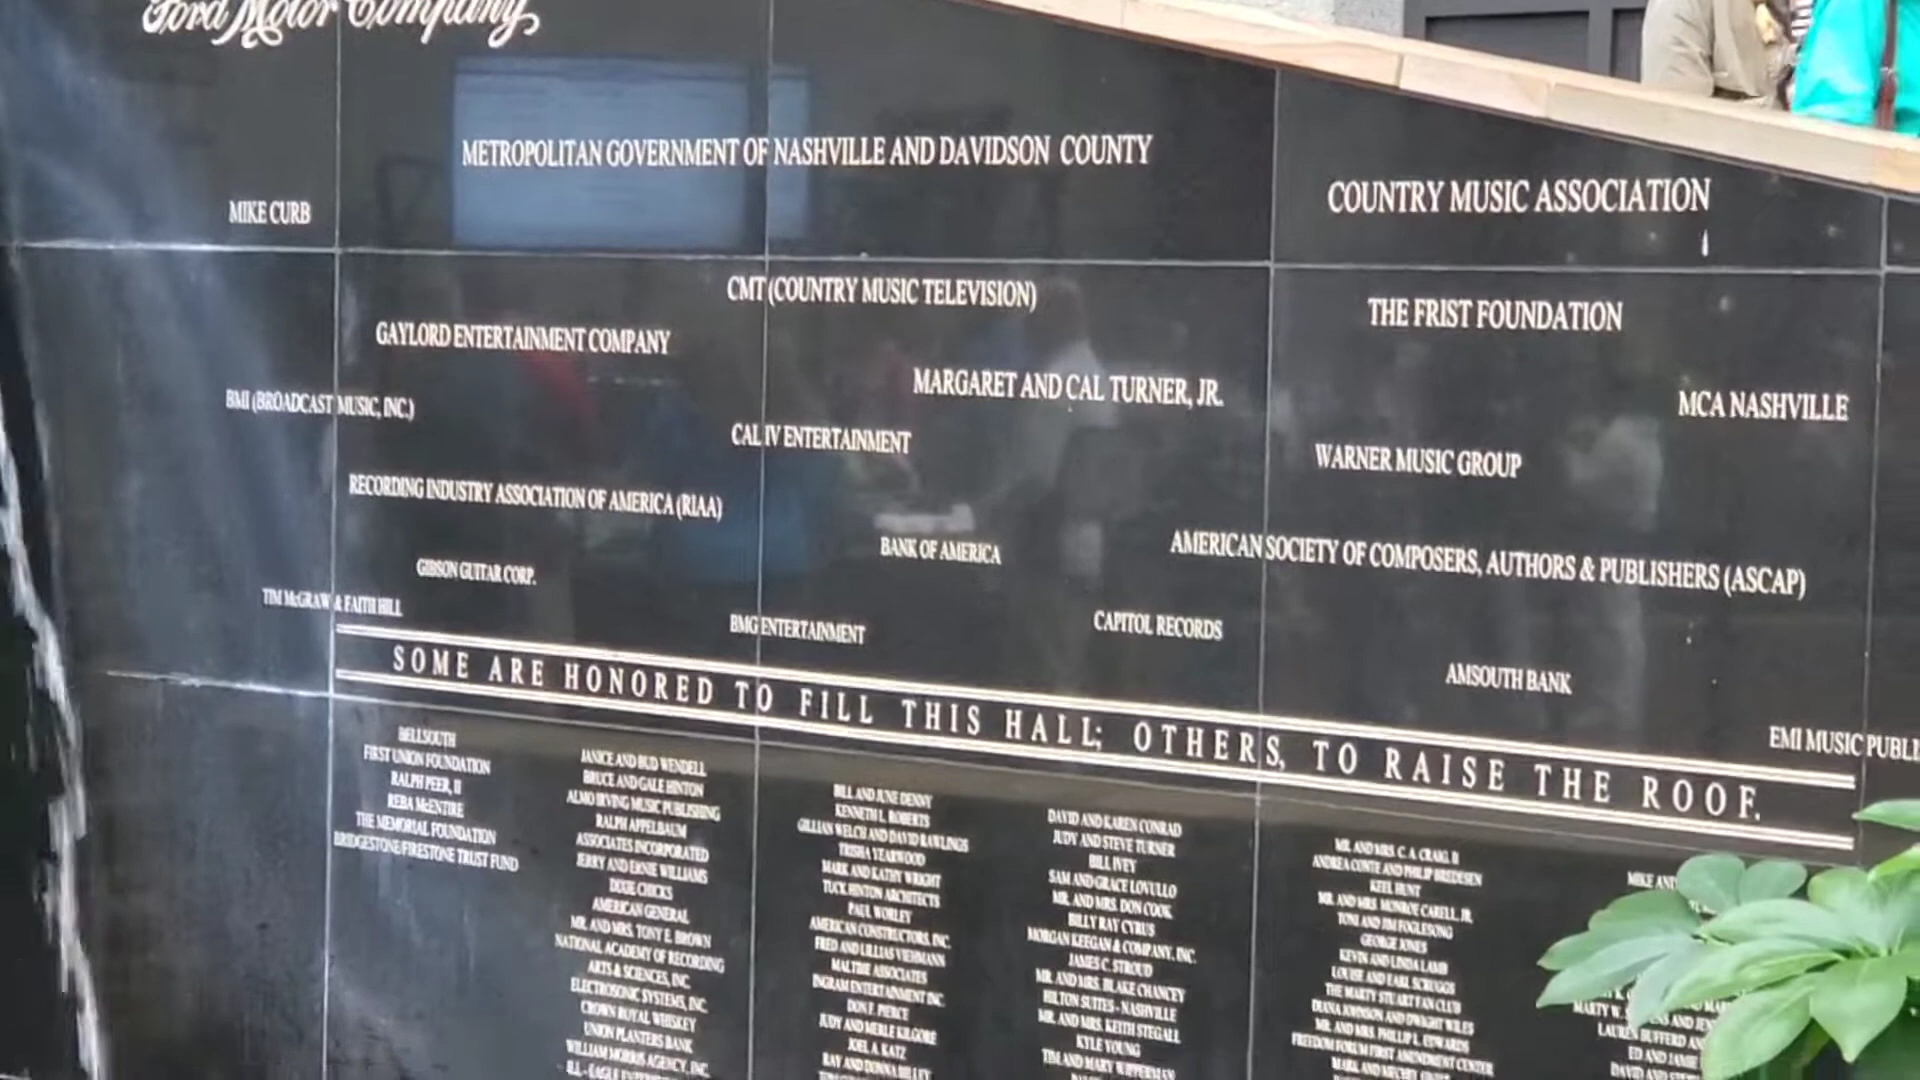 Ford Motor Company
METROPOLITAN GOVERNMENT OF NASHVILLE AND DAVIDSON COUNTY
COUNTRY MUSIC ASSOCIATION
MIKE CURB
CMT (COUNTRY MUSIC TELEVISION)
THE FRIST FOUNDATION
GAYLORD ENTERTAINMENT COMPANY
MARGARET AND CAL TURNER, JR.
MCA NASHVILLE
BMI (BROADCAST MUSIC, INC.)
CAL IV ENTERTAINMENT
WARNER MUSIC GROUP
RECORDING INDUSTRY ASSOCIATION OF AMERICA (RIAA)
BANK OF AMERICA
AMERICAN SOCIETY OF COMPOSERS, AUTHORS & PUBLISHERS (ASCAP)
GIBSON GUITAR CORP.
TIM McGRAW & FAITH HILL
BMG ENTERTAINMENT
CAPITOL RECORDS
AMSOUTH BANK
EMI MUSIC
SOME ARE HONORED TO FILL THIS HALL; OTHERS, TO RAISE THE ROOF.
BELLSOUTH
FIRST UNION FOUNDATION
RALPH PEER, II
REBA McENTIRE
THE MEMORIAL FOUNDATION
BRIDGESTONE/FIRESTONE TRUST FUND
JANICE AND BUD WENDELL
BRUCE AND GALE HINTON
ALMO IRVING MUSIC PUBLISHING
RALPH APPELBAUM
ASSOCIATES INCORPORATED
JERRY AND ERNIE WILLIAMS
DIXIE CHICKS
AMERICAN GENERAL
MR. AND MRS. TONY E. BROWN
NATIONAL ACADEMY OF RECORDING
ARTS & SCIENCES, INC.
ELECTROSONIC SYSTEMS, INC.
CROWN ROYAL WHISKEY
UNION PLANTERS BANK
WILLIAM MORRIS AGENCY, INC.
BILL AND JUNE DENNY
KENNETH L. ROBERTS
GILLIAN WELCH AND DAVID RAWLINGS
TRISHA YEARWOOD
MARK AND KATHY WRIGHT
TUCK HINTON ARCHITECTS
PAUL WORLEY
AMERICAN CONSTRUCTORS, INC.
FRED AND LILLIAS VIEHMANN
MALTBIE ASSOCIATES
INGRAM ENTERTAINMENT INC.
DON F. PIERCE
JUDY AND MERLE KILGORE
JOEL A. KATZ
RAY AND DONNA
DAVID AND KAREN CONRAD
JUDY AND STEVE TURNER
BILL IVEY
SAM AND GRACE LOVULLO
MR. AND MRS. DON COOK
BILLY RAY CYRUS
MORGAN KEEGAN & COMPANY, INC.
JAMES C. STROUD
MR. AND MRS. BLAKE CHANCEY
HILTON SUITES - NASHVILLE
MR. AND MRS. KEITH STEGALL
KYLE YOUNG
TIM AND MARY WIPPERMAN
MR. AND MRS. C. A. CRAIG, II
ANDREA CONTE AND PHILIP BREDESEN
KEEL HUNT
MR. AND MRS. MONROE CARELL, JR.
TONI AND JIM FOGLESONG
GEORGE JONES
KEVIN AND LINDA LAMB
LOUISE AND EARL SCRUGGS
THE MARTY STUART FAN CLUB
DIANA JOHNSON AND DWIGHT WILES
MR. AND MRS. PHILLIP L. EDWARDS
FREEDOM FORUM FIRST AMENDMENT CENTER
MIKE AND
MARTY W.
LAUREN BUFFERD
ED AND
DAVID AND